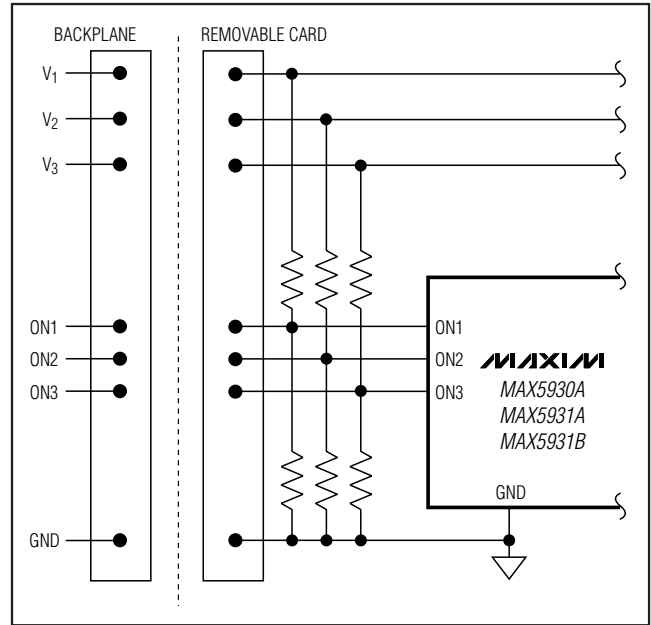 BACKPLANE REMOVABLE CARD
V1
V2
V3
ON1 ON1
ON2 ON2 MAXIM
ON3 ON3 MAX5930A
MAX5931A
MAX5931B
GND
GND